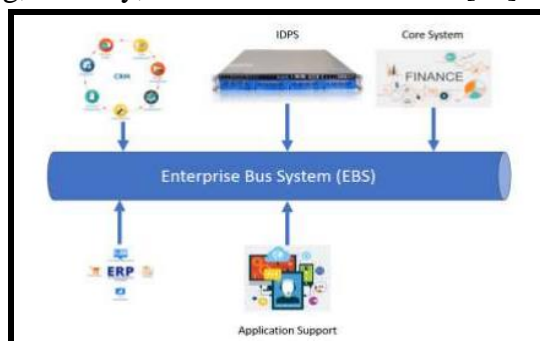 IDPS
Core System
CRM
FINANCE
Enterprise Bus System (EBS)
ERP
Application Support